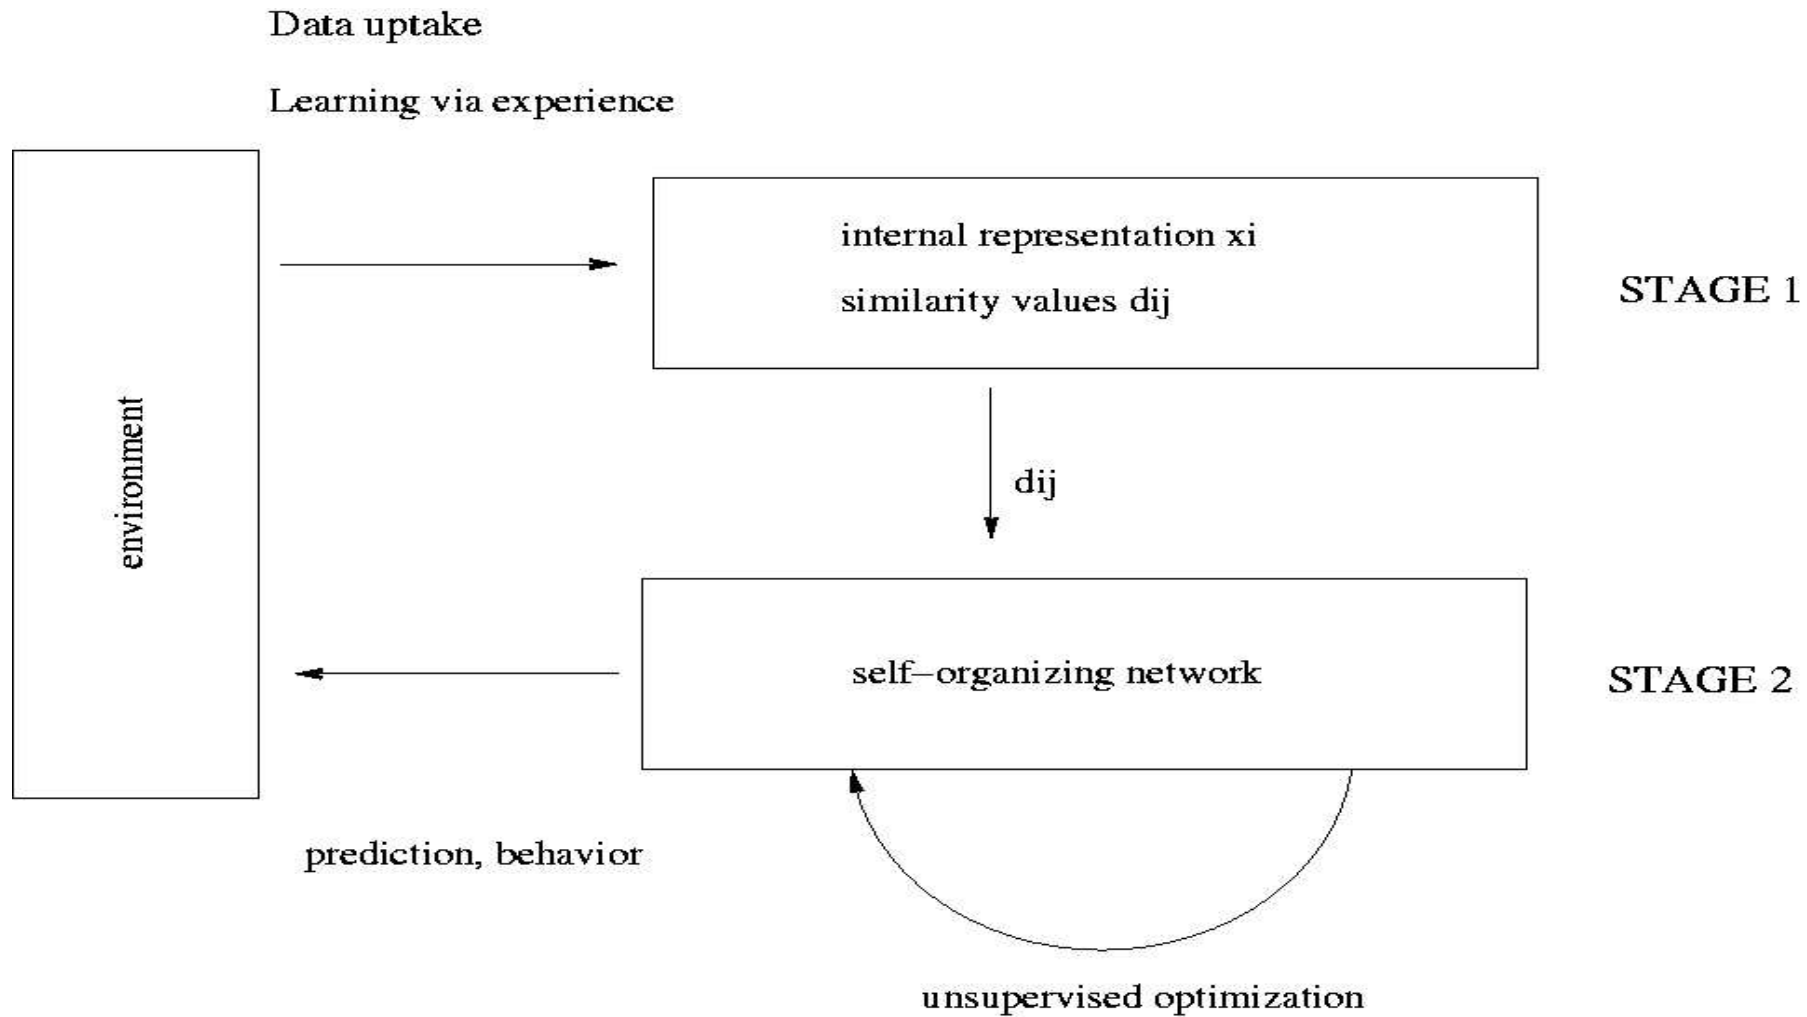 Data uptake
Learning via experience
environment
internal representation xi
similarity values dij
STAGE 1
dij
self−organizing network
STAGE 2
prediction, behavior
unsupervised optimization